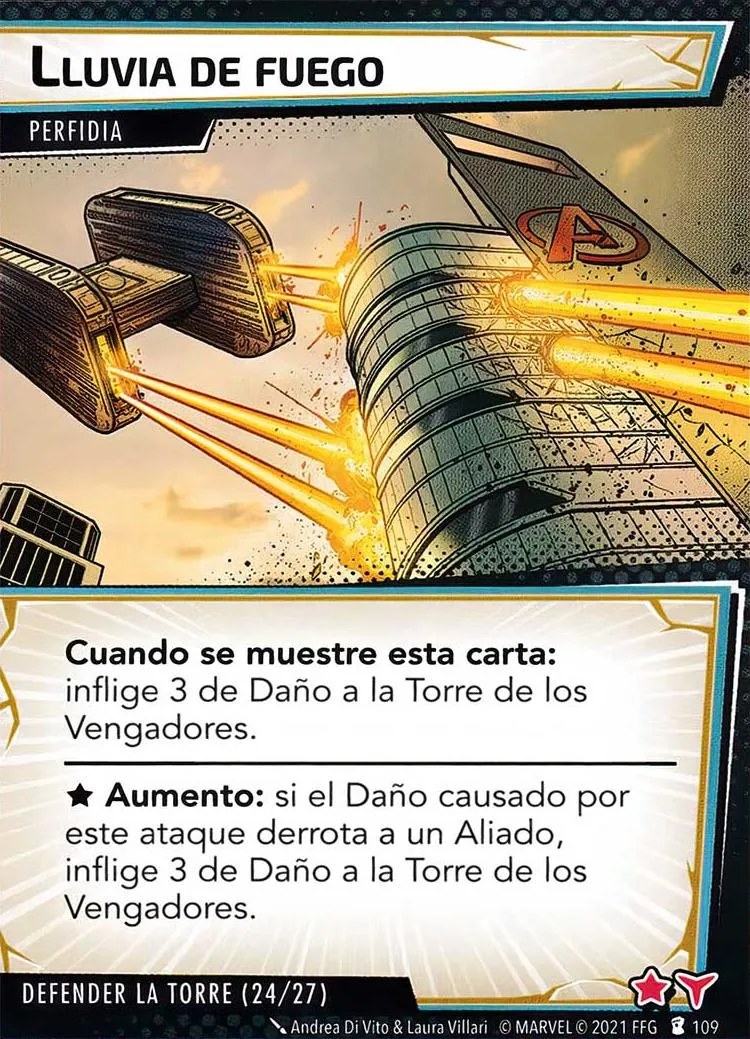 LLUVIA DE FUEGO
PERFIDIA
A
Cuando se muestre esta carta:
inflige 3 de Daño a la Torre de los
Vengadores.
★ Aumento: si el Daño causado por
este ataque derrota a un Aliado,
inflige 3 de Daño a la Torre de los
Vengadores.
DEFENDER LA TORRE (24/27)
Andrea Di Vito & Laura Villari © MARVEL © 2021 FFG 109